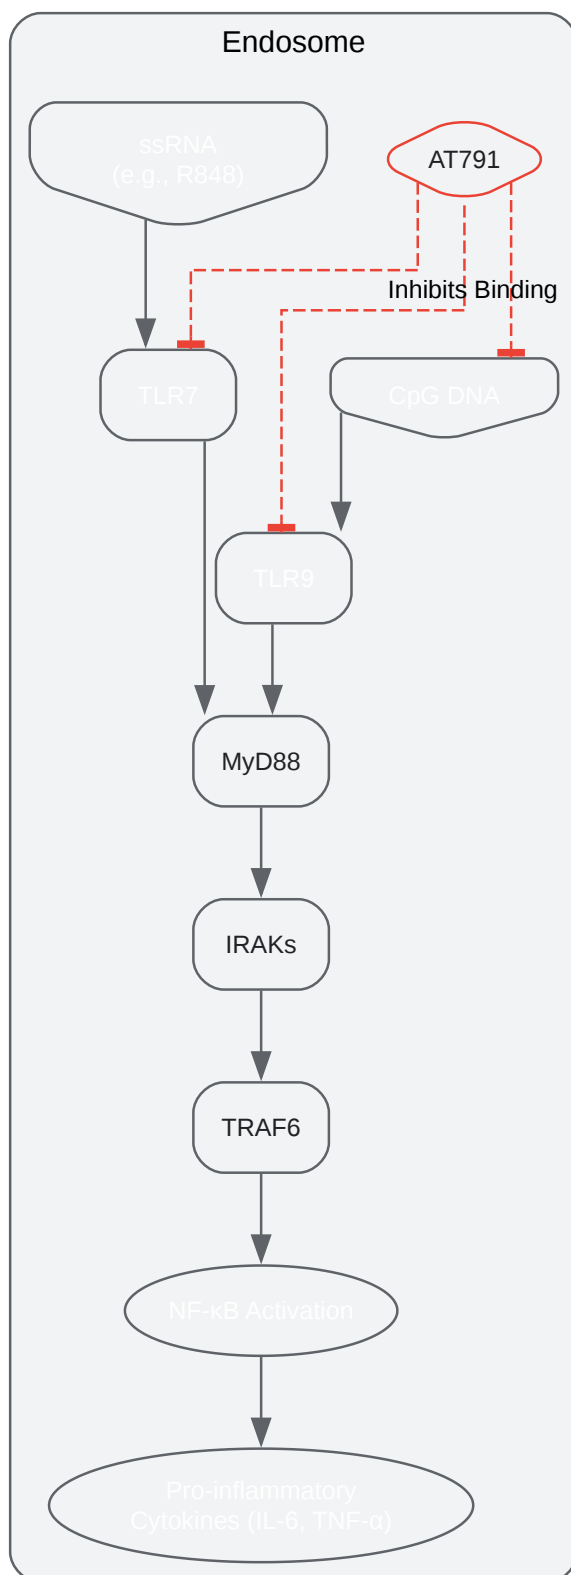 Endosome
ssRNA
(e.g., R848)
AT791
Inhibits Binding
TLR7
CpG DNA
TLR9
MyD88
IRAKs
TRAF6
NF-κB Activation
Pro-inflammatory
Cytokines (IL-6, TNF-α)